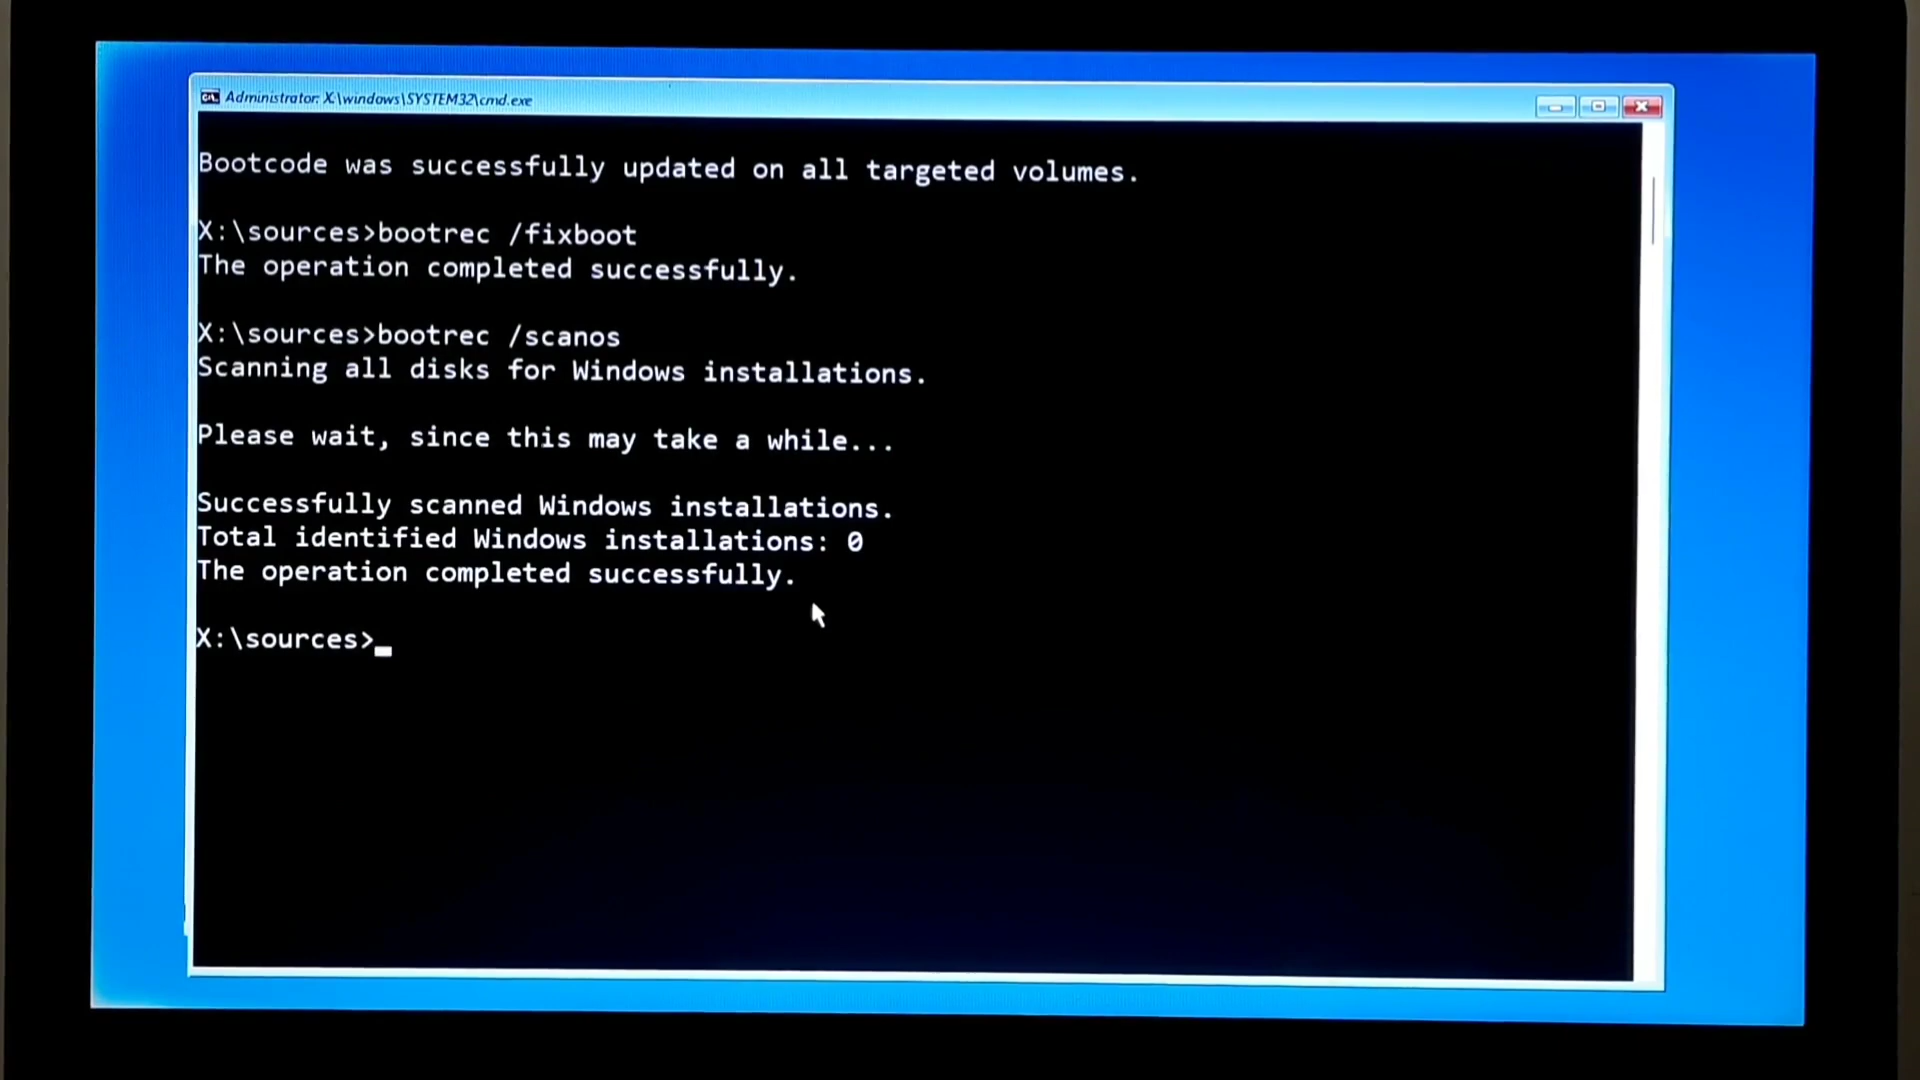 Administrator: X:\windows\SYSTEM32\cmd.exe
Bootcode was successfully updated on all targeted volumes.
X:\sources>bootrec /fixboot
The operation completed successfully.
X:\sources>bootrec /scanos
Scanning all disks for Windows installations.
Please wait, since this may take a while...
Successfully scanned Windows installations.
Total identified Windows installations: 0
The operation completed successfully.
X:\sources>